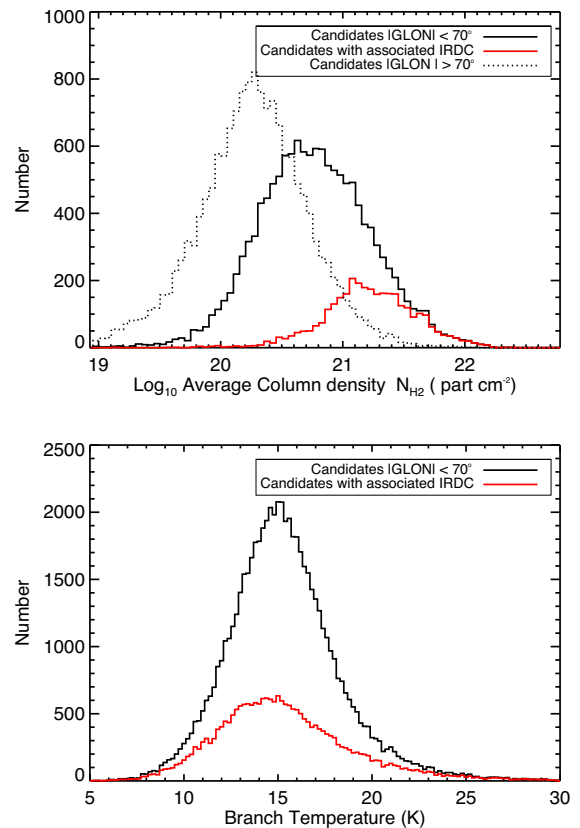 1000
800
600
400
200
0
Number
Candidates |GLON| < 70°
Candidates with associated IRDC
Candidates |GLON | > 70°
19 20 21 22
Log10 Average Column density N_H2 ( part cm-2)
2500
2000
1500
1000
500
0
Number
Candidates |GLON| < 70°
Candidates with associated IRDC
5 10 15 20 25 30
Branch Temperature (K)